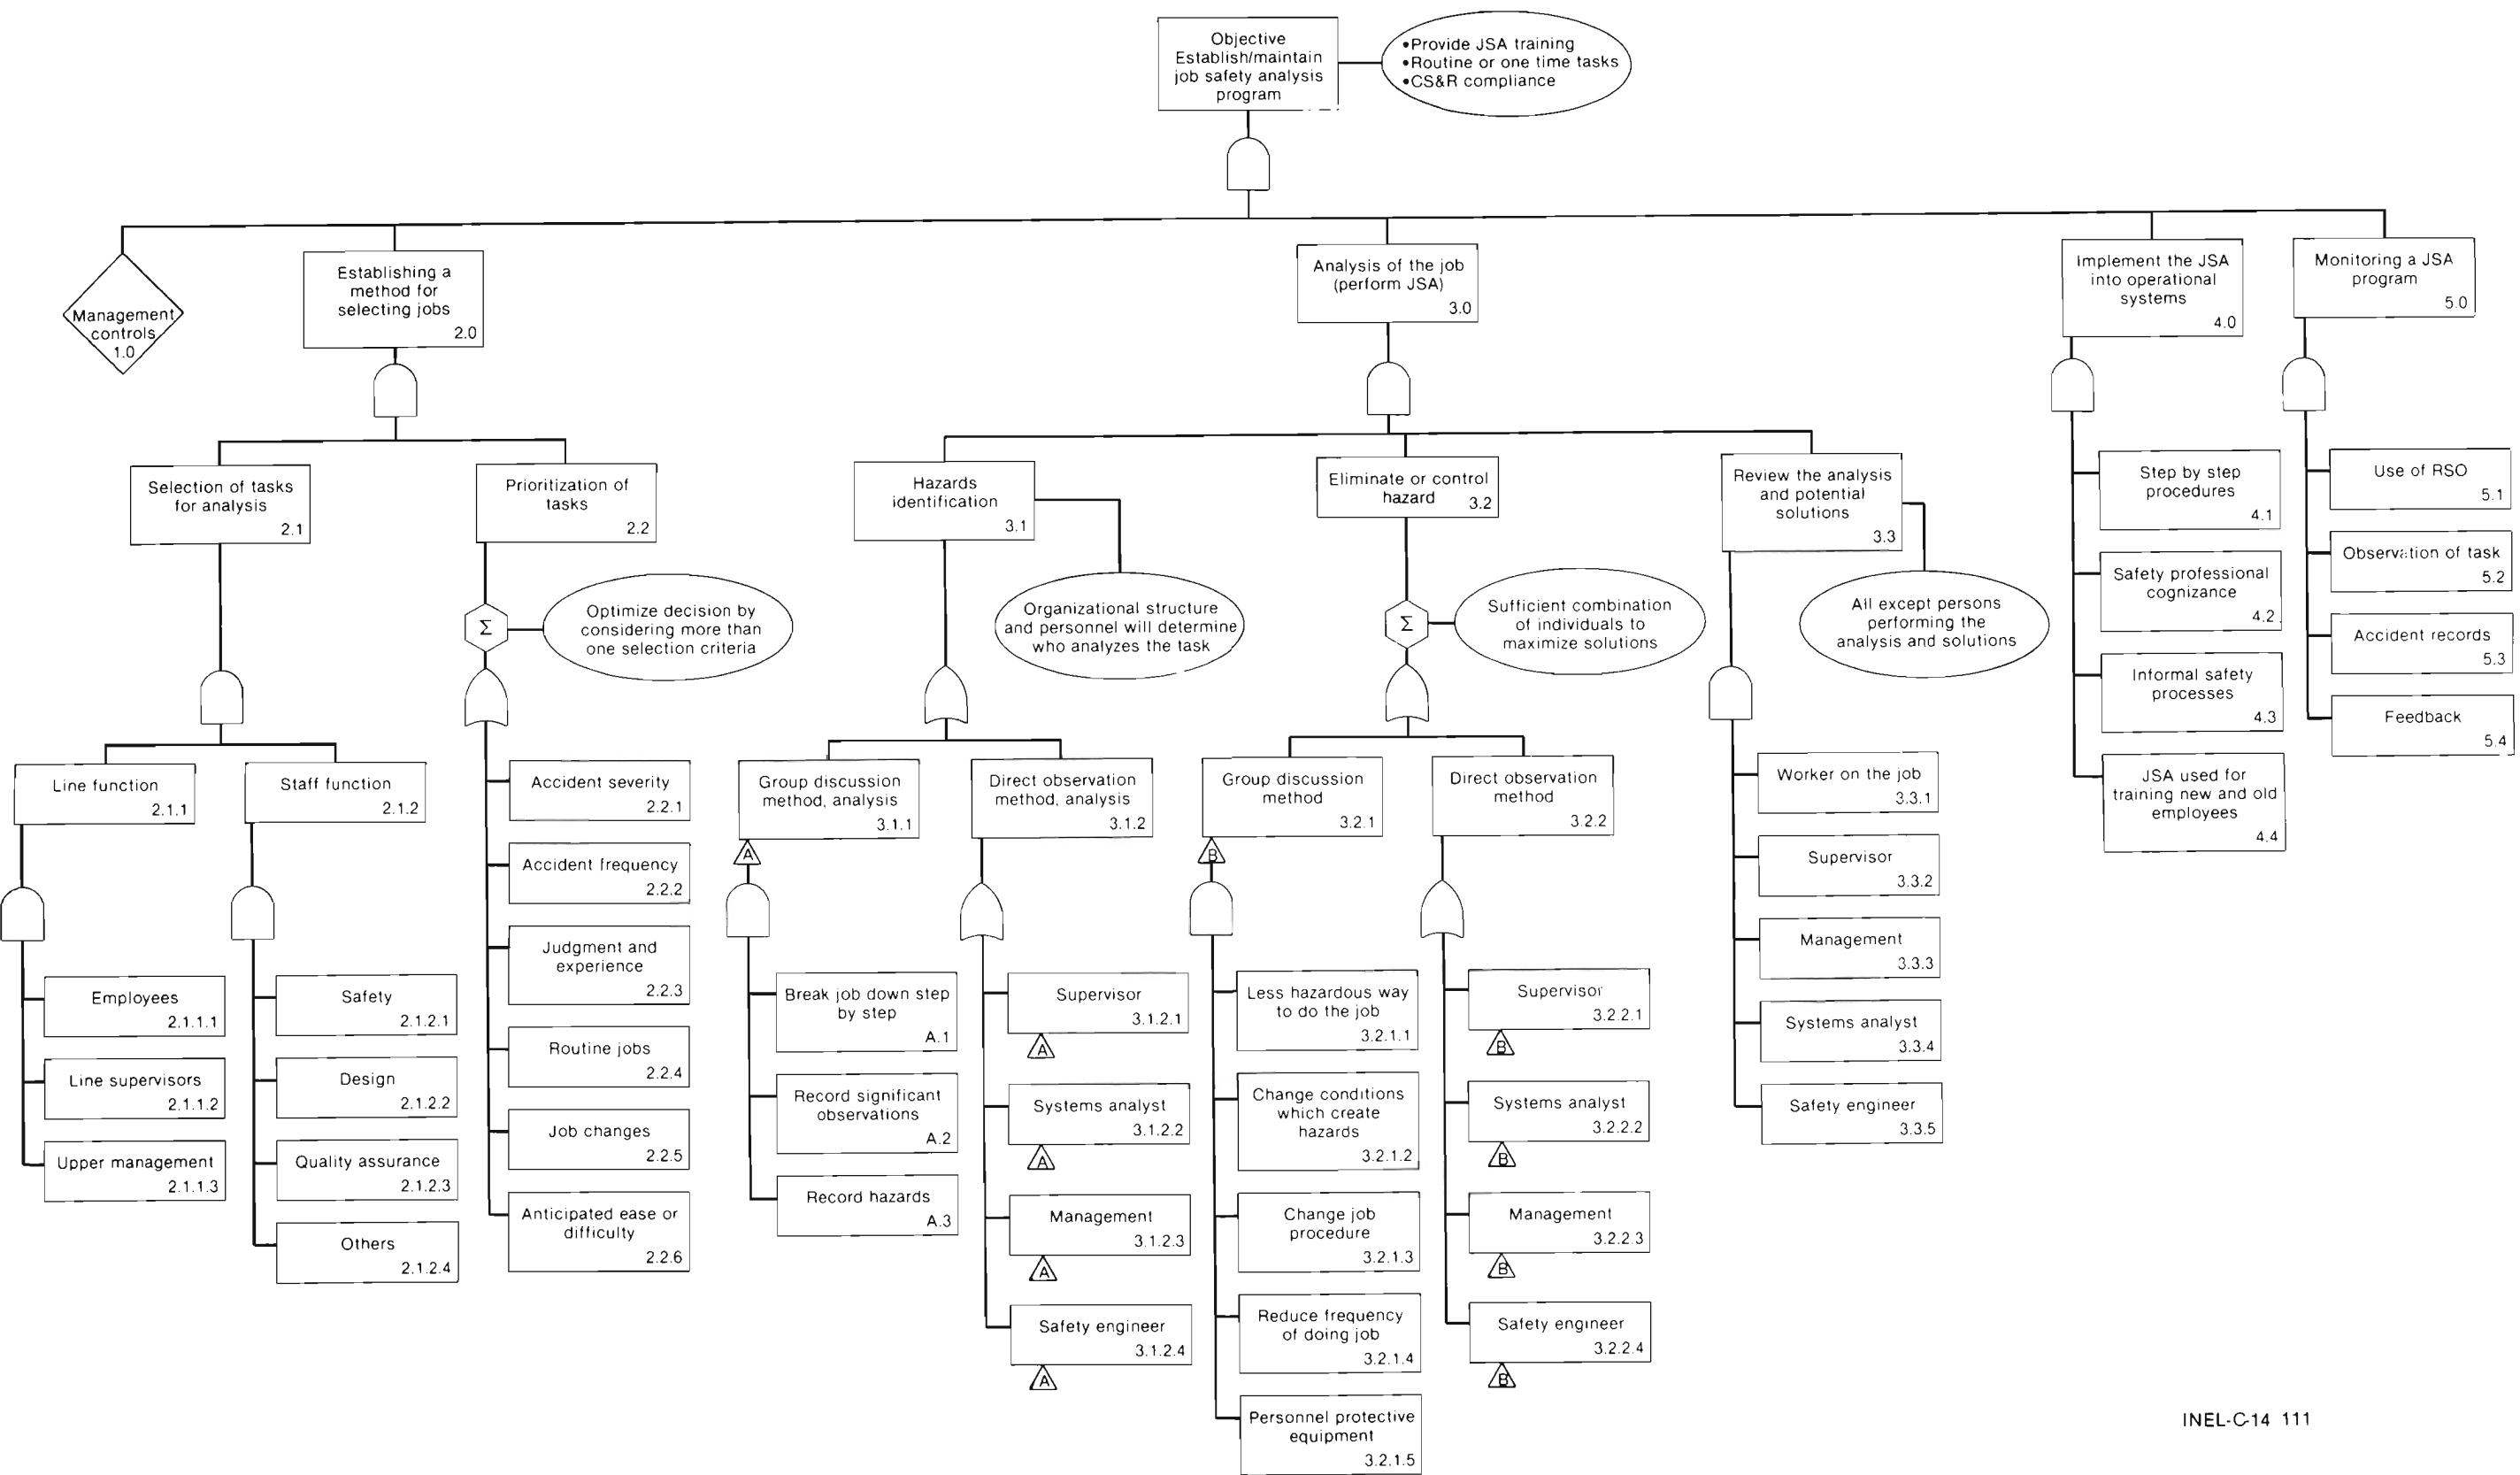 Objective
Establish/maintain
job safety analysis
program
•Provide JSA training
•Routine or one time tasks
•CS&R compliance
Management
controls
1.0
Establishing a
method for
selecting jobs
2.0
Analysis of the job
(perform JSA)
3.0
Implement the JSA
into operational
systems
4.0
Monitoring a JSA
program
5.0
Selection of tasks
for analysis
2.1
Prioritization of
tasks
2.2
Hazards
identification
3.1
Eliminate or control
hazard
3.2
Review the analysis
and potential
solutions
3.3
Σ
Optimize decision by
considering more than
one selection criteria
Organizational structure
and personnel will determine
who analyzes the task
Σ
Sufficient combination
of individuals to
maximize solutions
All except persons
performing the
analysis and solutions
Line function
2.1.1
Employees
2.1.1.1
Line supervisors
2.1.1.2
Upper management
2.1.1.3
Staff function
2.1.2
Safety
2.1.2.1
Design
2.1.2.2
Quality assurance
2.1.2.3
Others
2.1.2.4
Accident severity
2.2.1
Accident frequency
2.2.2
Judgment and
experience
2.2.3
Routine jobs
2.2.4
Job changes
2.2.5
Anticipated ease or
difficulty
2.2.6
Group discussion
method, analysis
3.1.1
A
Break job down step
by step
A.1
Record significant
observations
A.2
Record hazards
A.3
Direct observation
method, analysis
3.1.2
Supervisor
3.1.2.1
A
Systems analyst
3.1.2.2
A
Management
3.1.2.3
A
Safety engineer
3.1.2.4
A
Group discussion
method
3.2.1
B
Less hazardous way
to do the job
3.2.1.1
Change conditions
which create
hazards
3.2.1.2
Change job
procedure
3.2.1.3
Reduce frequency
of doing job
3.2.1.4
Personnel protective
equipment
3.2.1.5
Direct observation
method
3.2.2
Supervisor
3.2.2.1
B
Systems analyst
3.2.2.2
B
Management
3.2.2.3
B
Safety engineer
3.2.2.4
B
Worker on the job
3.3.1
Supervisor
3.3.2
Management
3.3.3
Systems analyst
3.3.4
Safety engineer
3.3.5
Step by step
procedures
4.1
Safety professional
cognizance
4.2
Informal safety
processes
4.3
JSA used for
training new and old
employees
4.4
Use of RSO
5.1
Observation of task
5.2
Accident records
5.3
Feedback
5.4
INEL-C-14 111